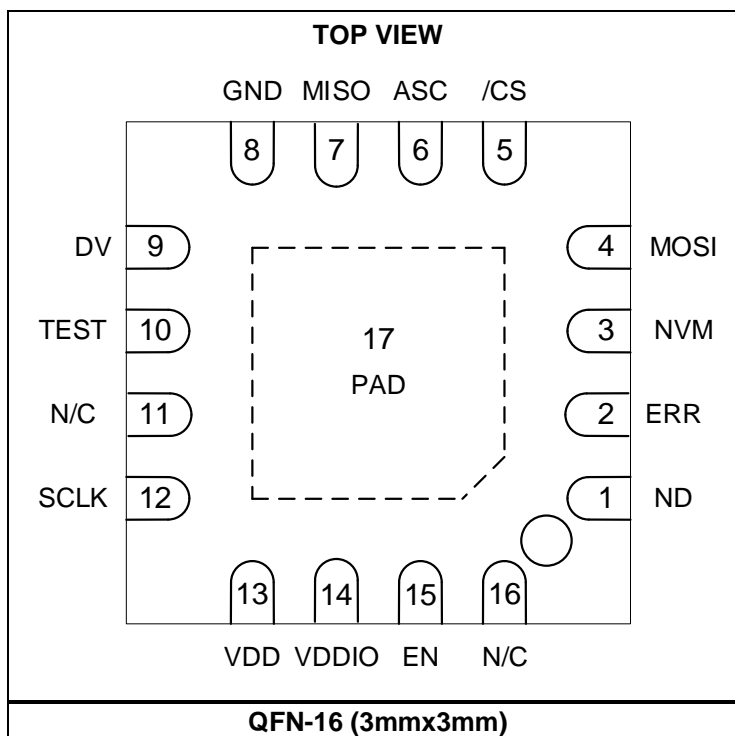 TOP VIEW
GND MISO ASC /CS
8 7 6 5
DV 9 4 MOSI
TEST 10 17 3 NVM
PAD
N/C 11 2 ERR
SCLK 12 1 ND
13 14 15 16
VDD VDDIO EN N/C
QFN-16 (3mmx3mm)